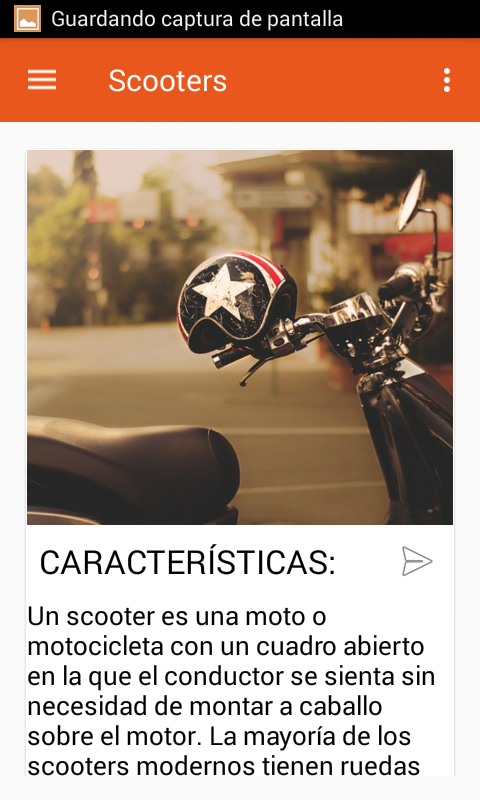 Guardando captura de pantalla
Scooters
CARACTERÍSTICAS:
Un scooter es una moto o
motocicleta con un cuadro abierto
en la que el conductor se sienta sin
necesidad de montar a caballo
sobre el motor. La mayoría de los
scooters modernos tienen ruedas